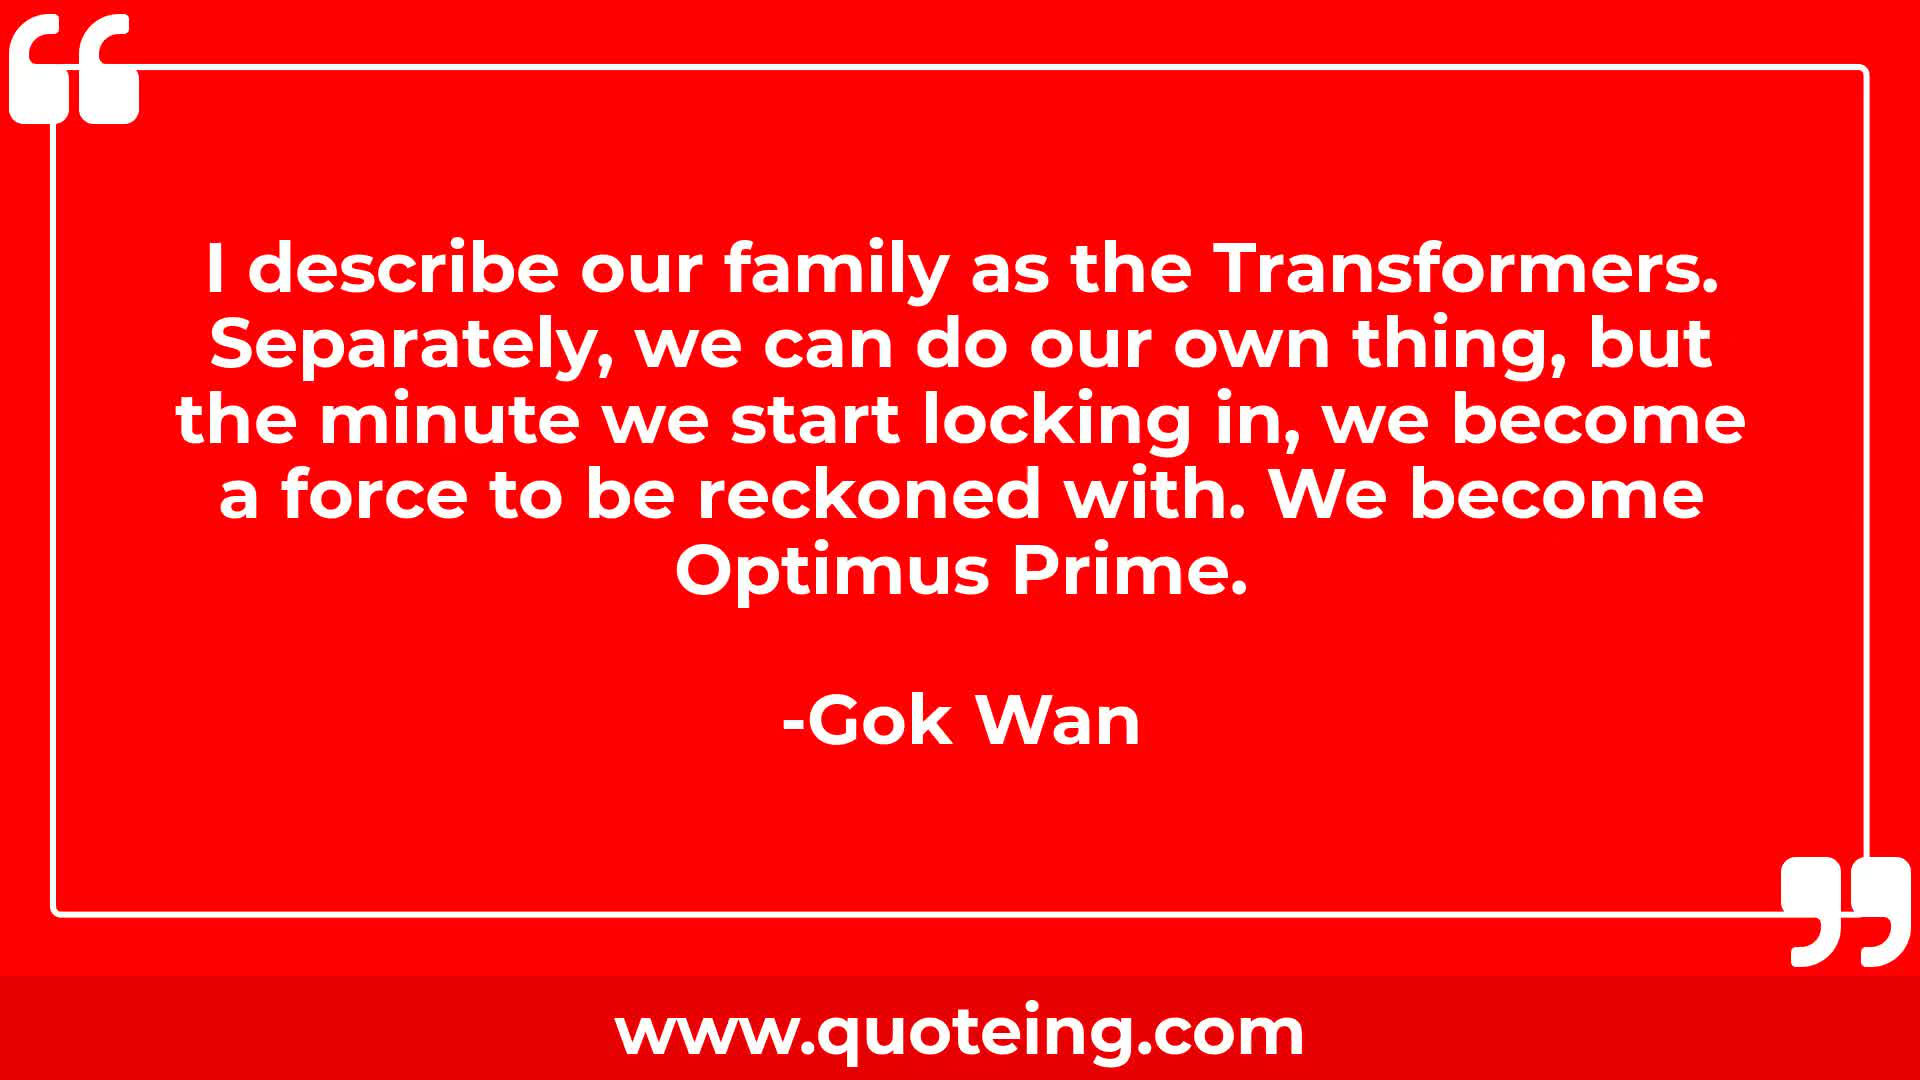 I describe our family as the Transformers.
Separately, we can do our own thing, but
the minute we start locking in, we become
a force to be reckoned with. We become
Optimus Prime.
-Gok Wan
www.quoteing.com